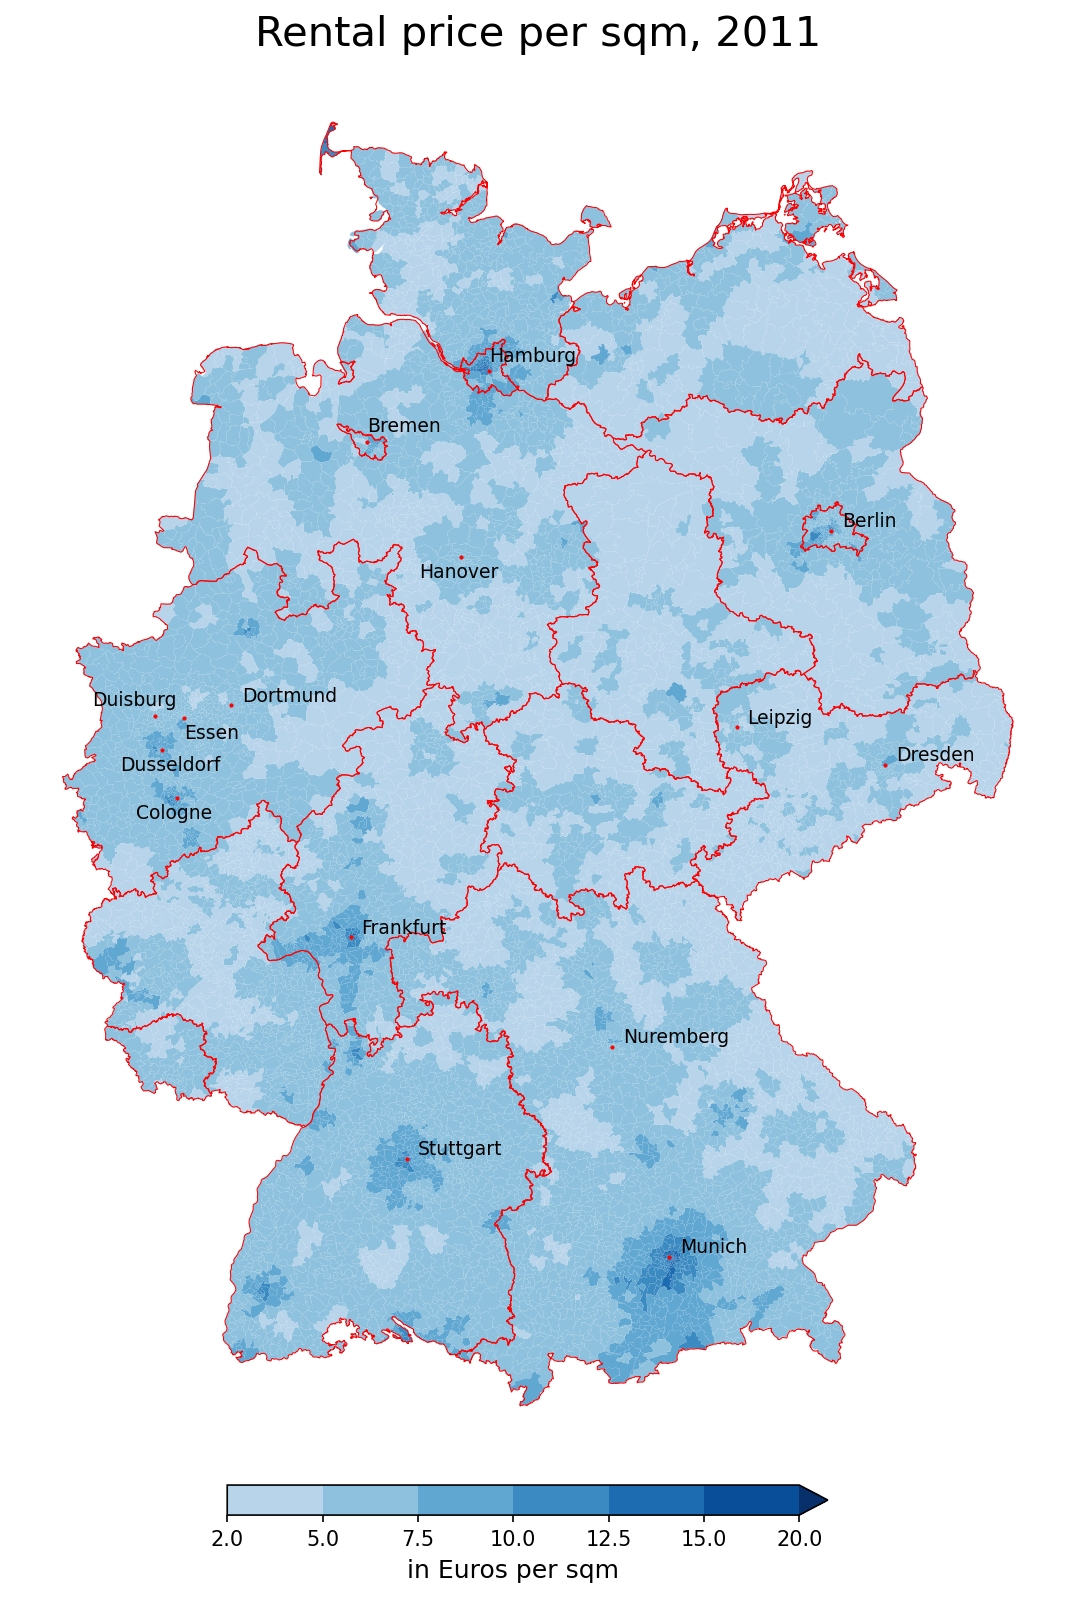 Rental price per sqm, 2011
Hamburg
Bremen
Berlin
Hanover
Duisburg
Dortmund
Essen
Leipzig
Dusseldorf
Dresden
Cologne
Frankfurt
Nuremberg
Stuttgart
Munich
2.0 5.0 7.5 10.0 12.5 15.0 20.0
in Euros per sqm